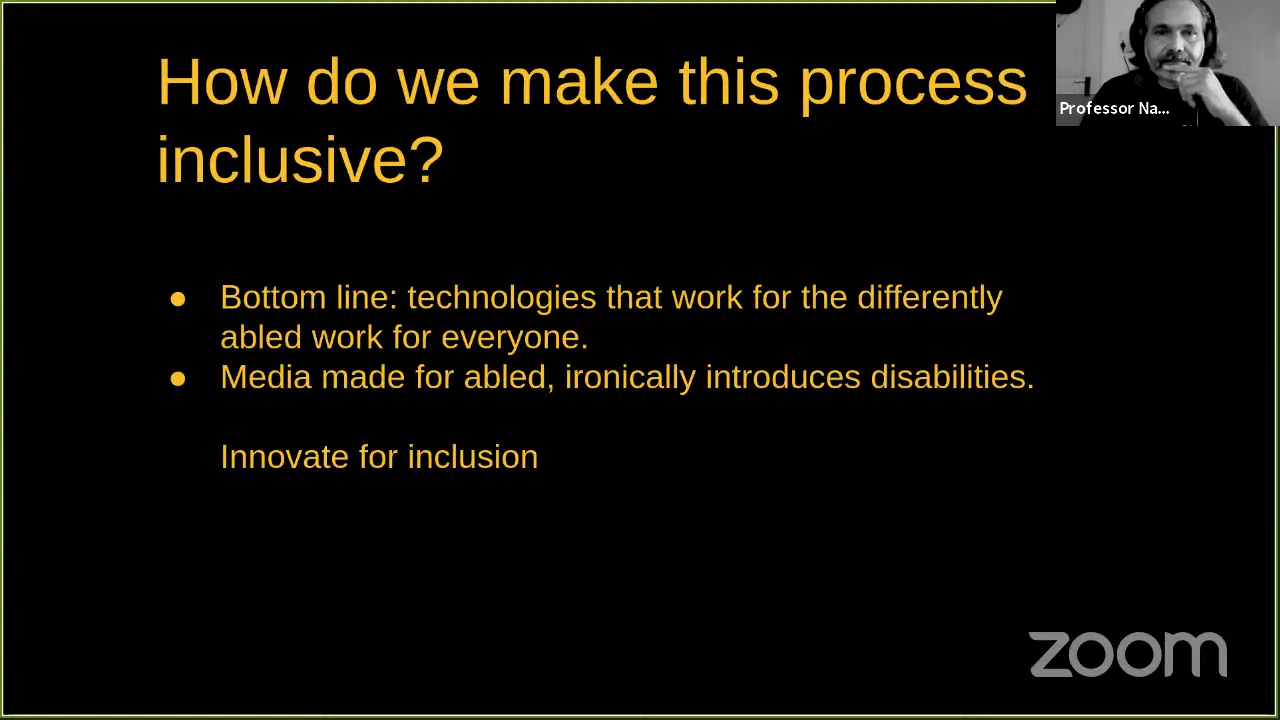 How do we make this process
inclusive?
Professor Na...
● Bottom line: technologies that work for the differently
abled work for everyone.
● Media made for abled, ironically introduces disabilities.
Innovate for inclusion
zoom